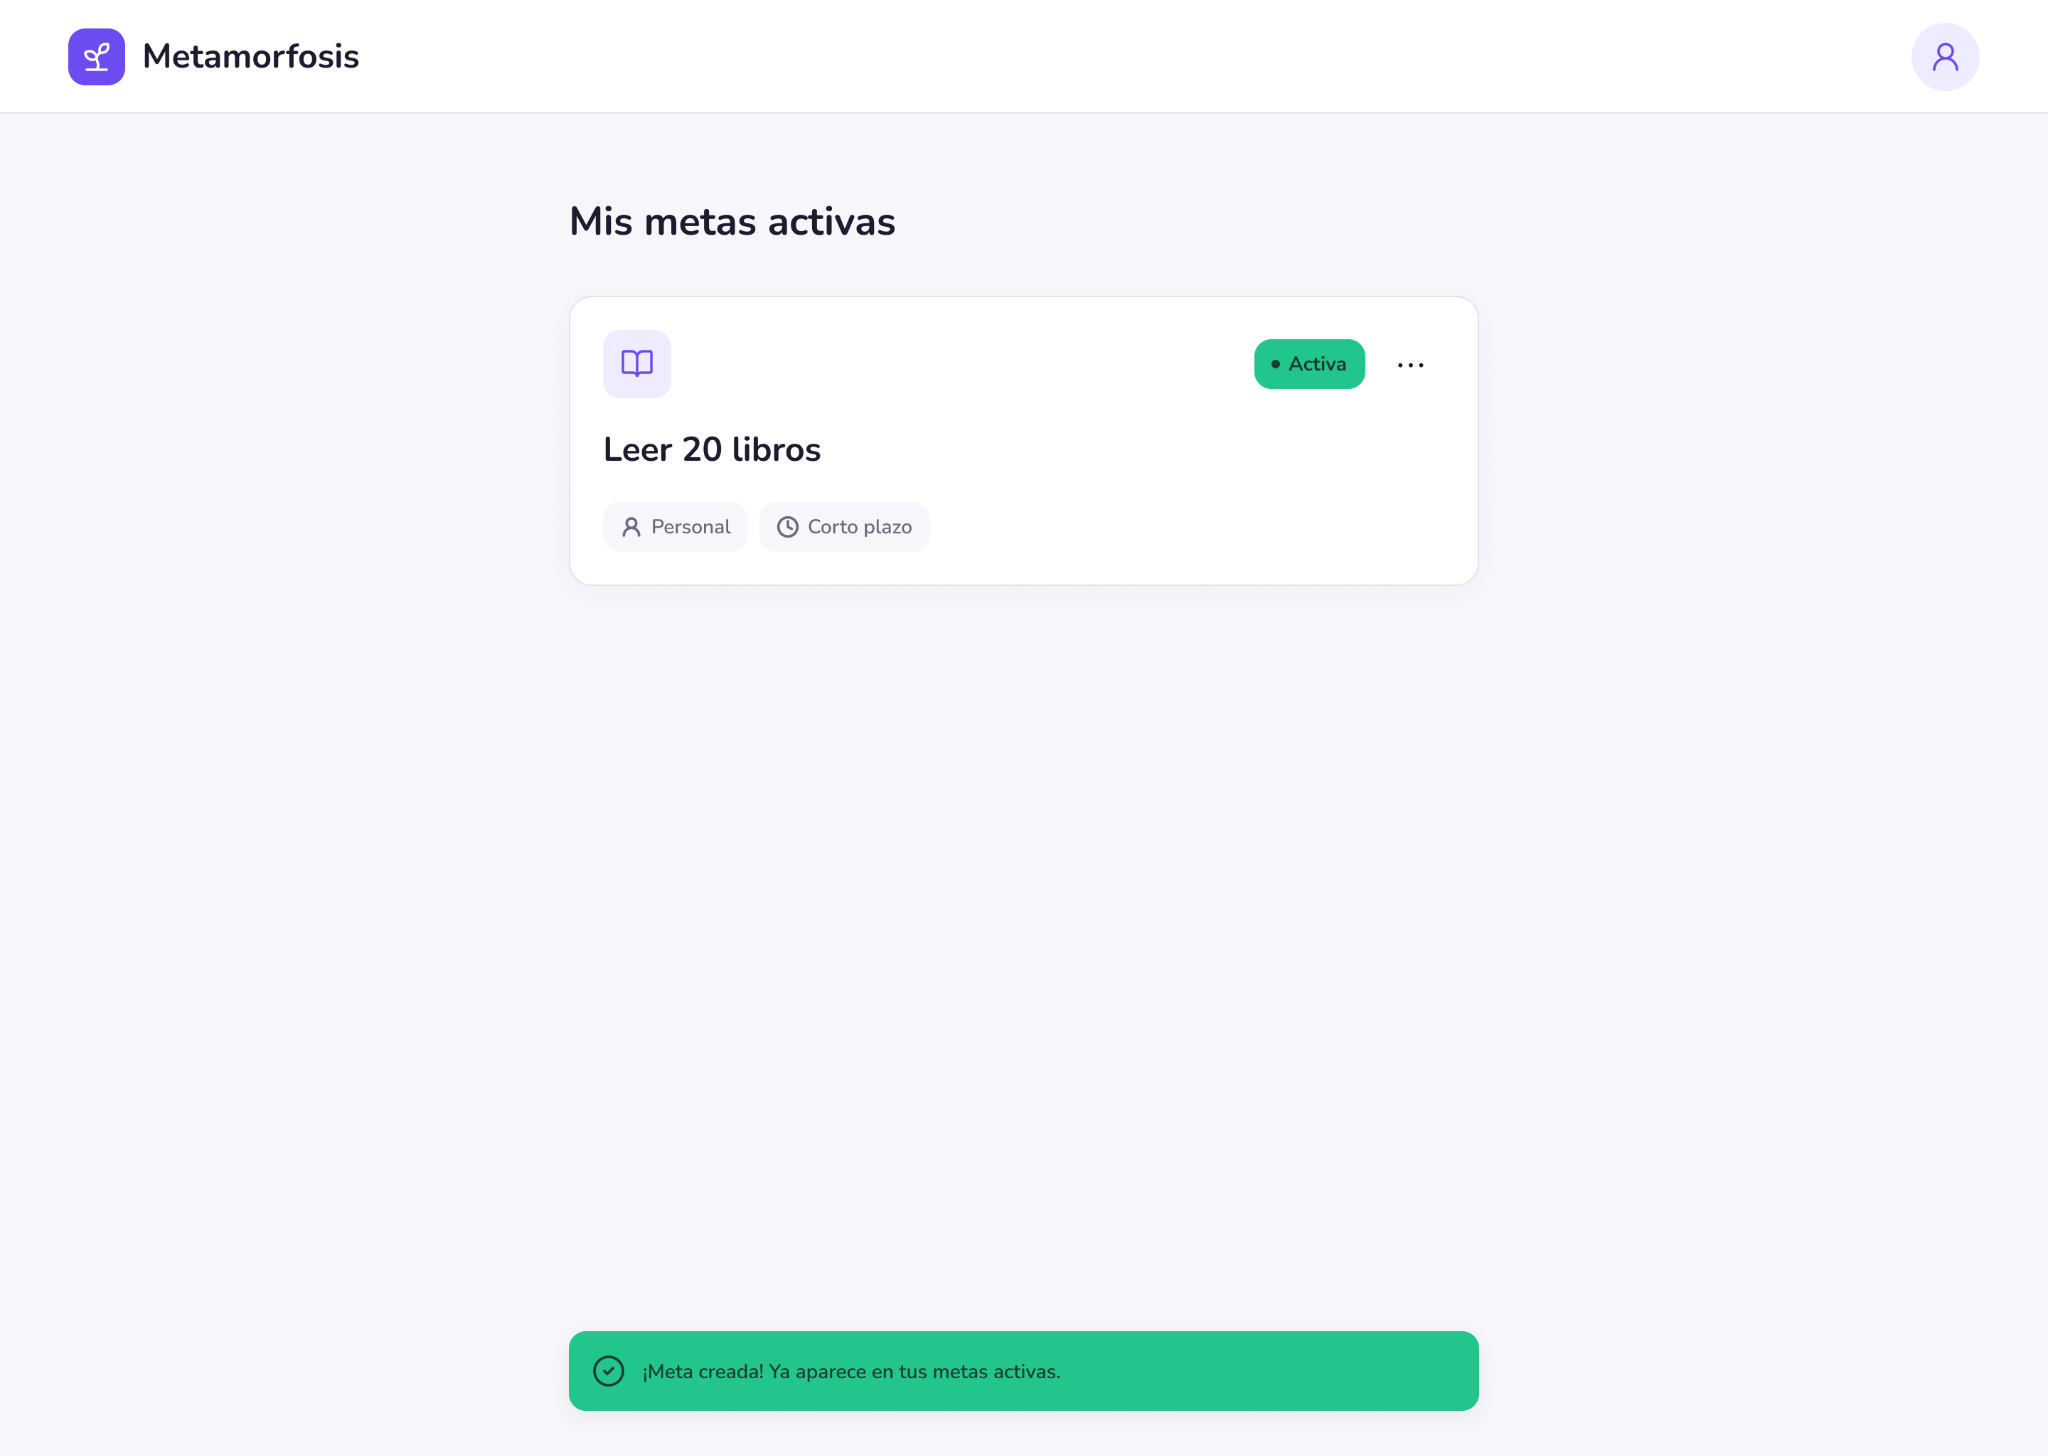 Metamorfosis
Mis metas activas
Activa
Leer 20 libros
Personal
Corto plazo
¡Meta creada! Ya aparece en tus metas activas.